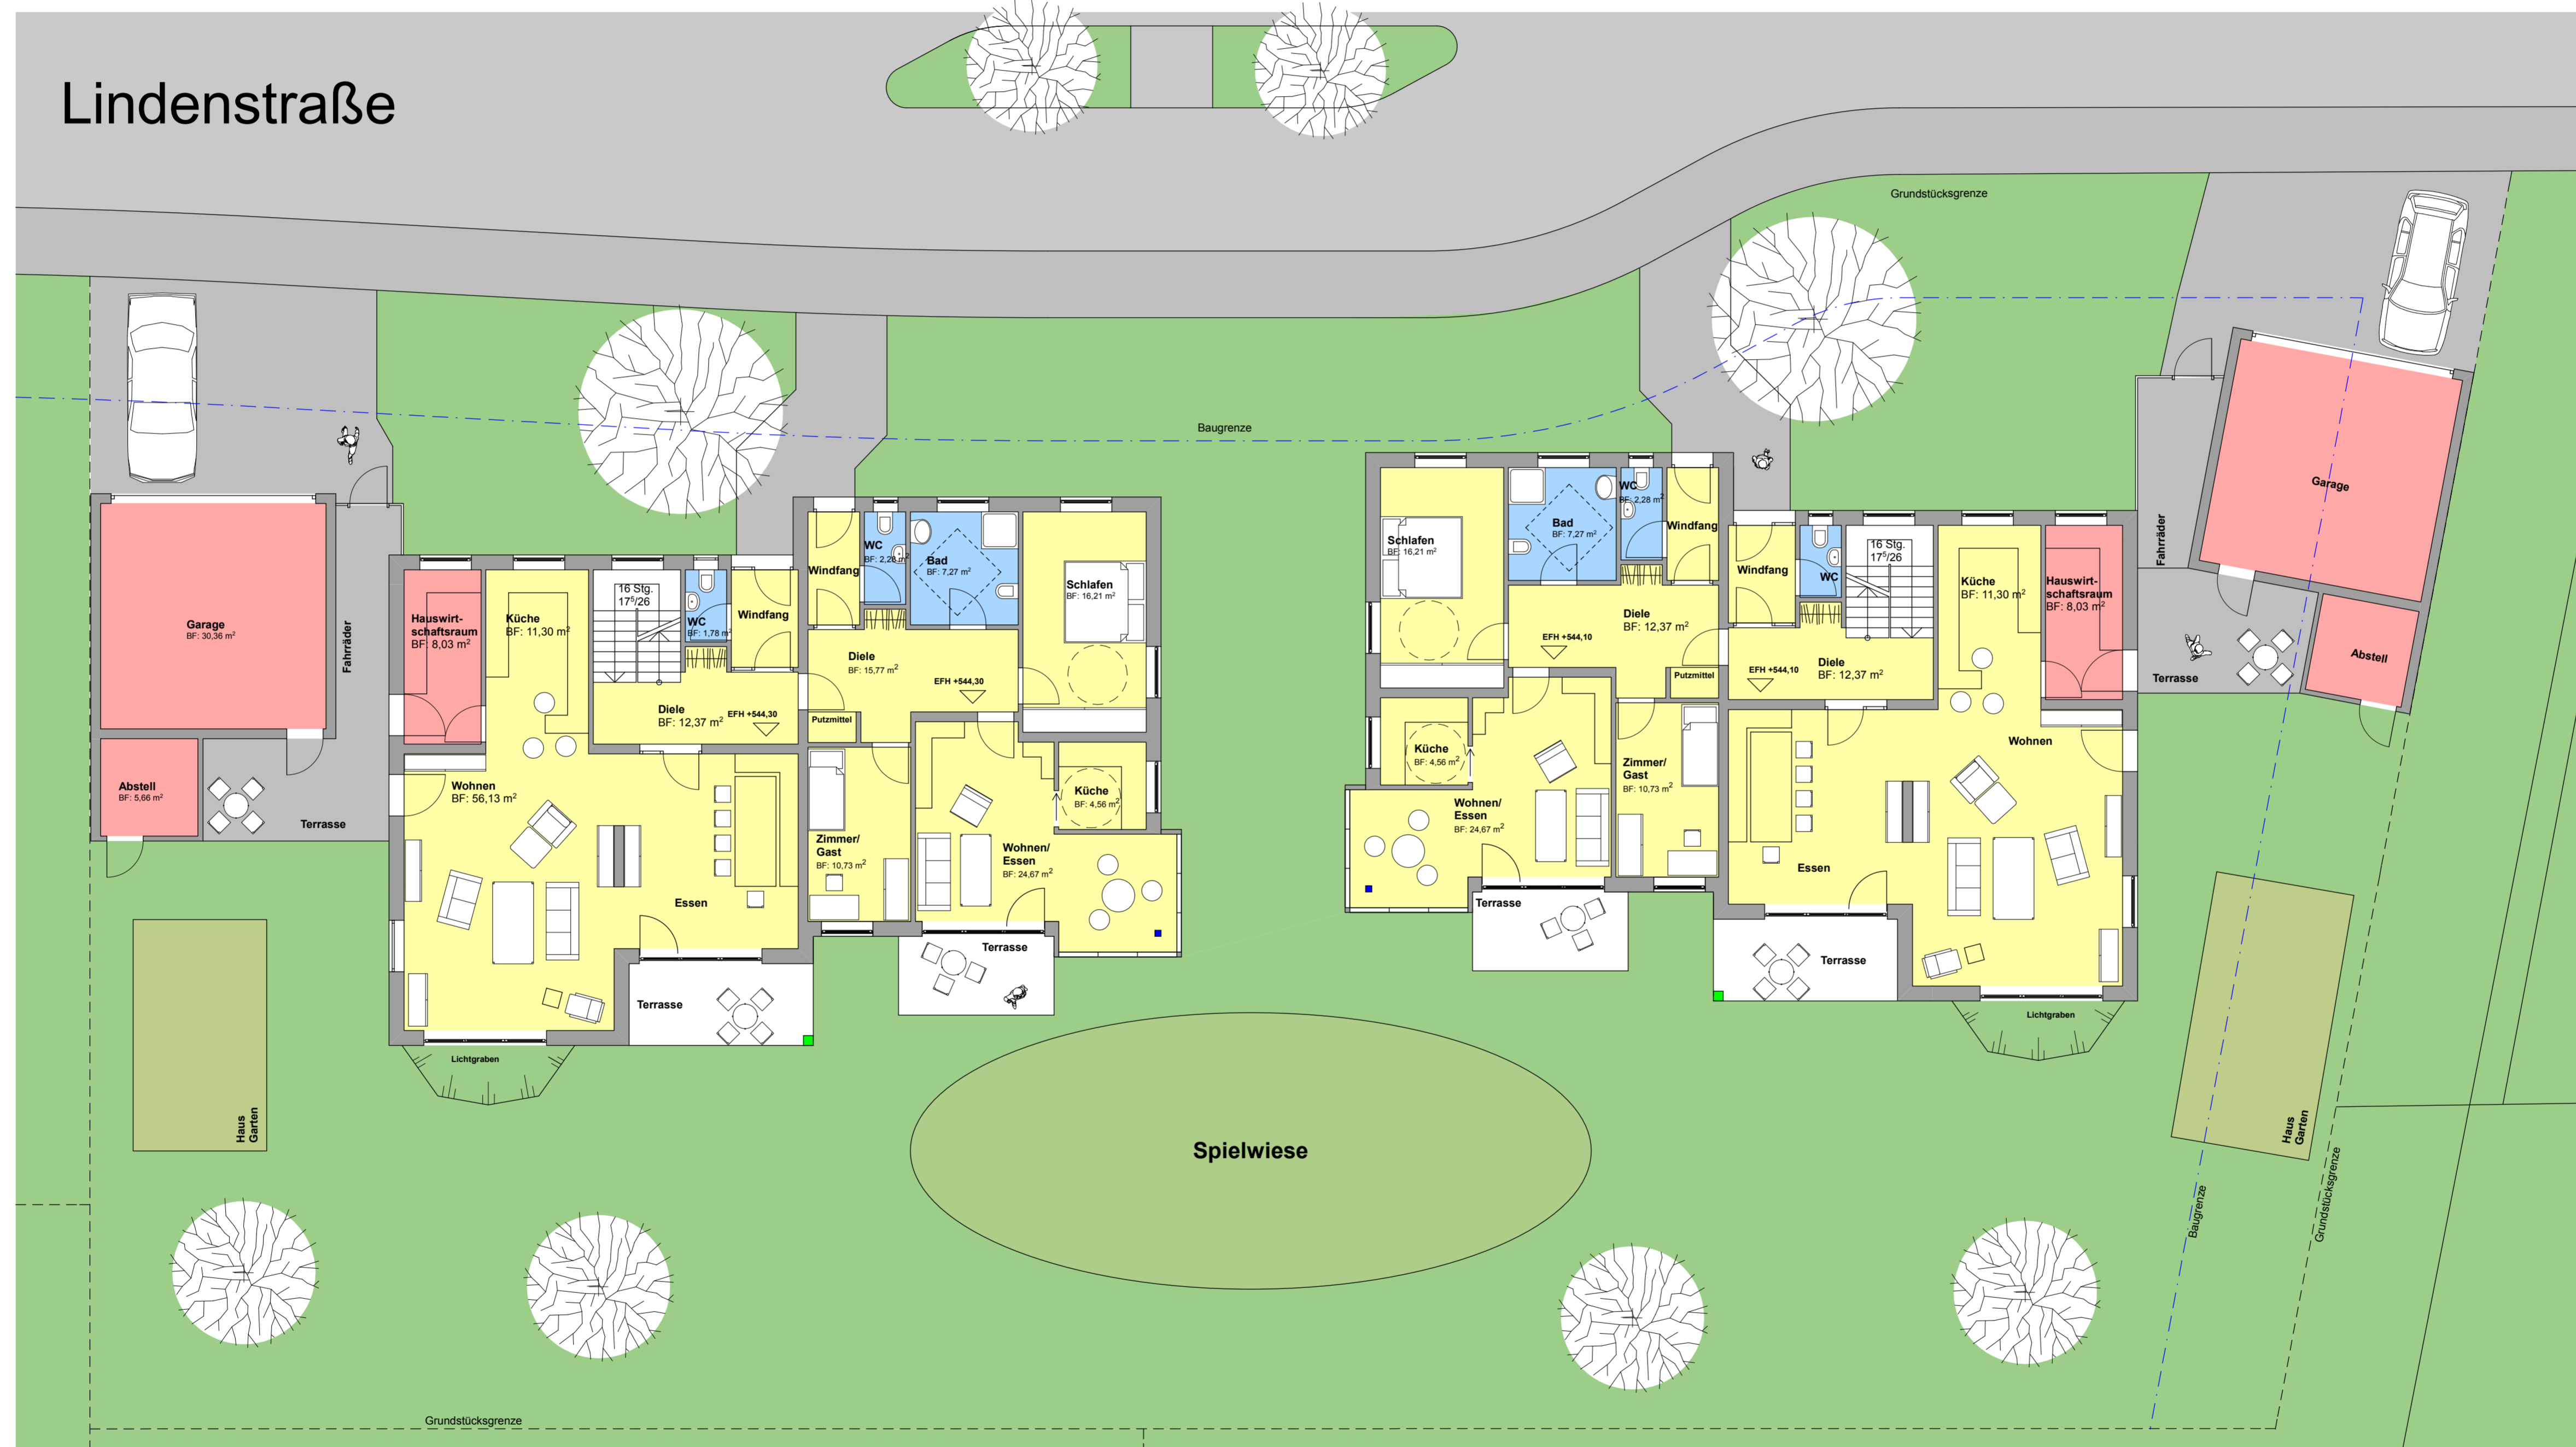 Lindenstraße
Grundstücksgrenze
Baugrenze
Garage
BF: 30,36 m²
Fahrräder
Abstell
BF: 5,66 m²
Terrasse
Hauswirt-
schaftsraum
BF: 8,03 m²
Küche
BF: 11,30 m²
16 Stg.
17⁵/26
WC
BF: 1,78 m²
Windfang
Diele
BF: 12,37 m²
EFH +544,30
Wohnen
BF: 56,13 m²
Essen
Terrasse
Lichtgraben
Haus
Garten
Windfang
WC
BF: 2,28 m²
Bad
BF: 7,27 m²
Schlafen
BF: 16,21 m²
Diele
BF: 15,77 m²
EFH +544,30
Putzmittel
Zimmer/
Gast
BF: 10,73 m²
Wohnen/
Essen
BF: 24,67 m²
Küche
BF: 4,56 m²
Terrasse
Schlafen
BF: 16,21 m²
Bad
BF: 7,27 m²
WC
BF: 2,28 m²
Windfang
Diele
BF: 12,37 m²
EFH +544,10
Putzmittel
Küche
BF: 4,56 m²
Wohnen/
Essen
BF: 24,67 m²
Zimmer/
Gast
BF: 10,73 m²
Terrasse
Windfang
WC
16 Stg.
17⁵/26
Küche
BF: 11,30 m²
Hauswirt-
schaftsraum
BF: 8,03 m²
Diele
BF: 12,37 m²
EFH +544,10
Wohnen
Essen
Terrasse
Lichtgraben
Garage
Fahrräder
Abstell
Terrasse
Haus
Garten
Spielwiese
Baugrenze
Grundstücksgrenze
Grundstücksgrenze